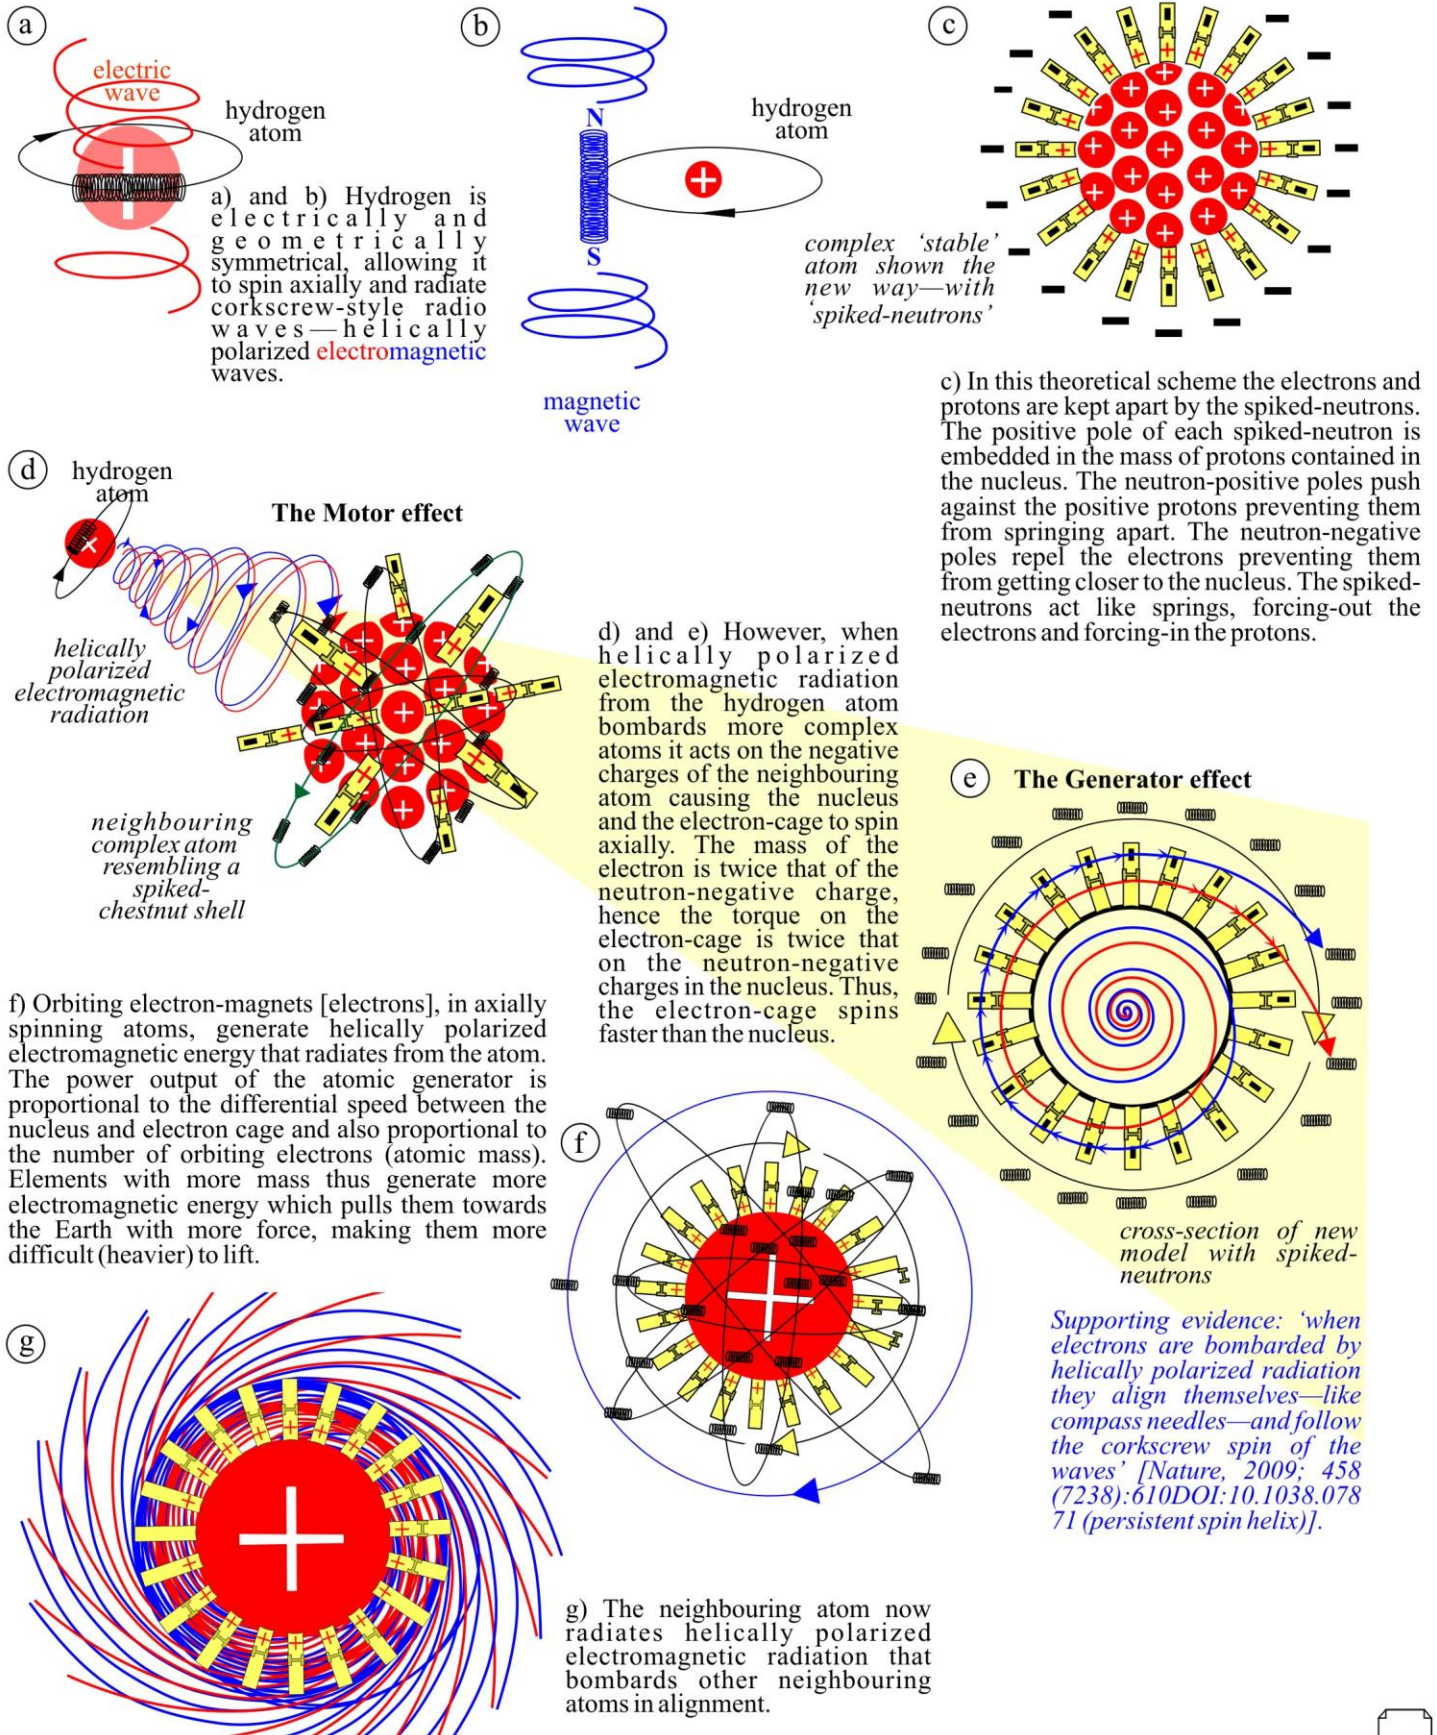 a
electric
wave
hydrogen
atom
a) and b) Hydrogen is
electrically and
geometrically
symmetrical, allowing it
to spin axially and radiate
corkscrew-style radio
waves—helically
polarized electromagnetic
waves.
b
N
S
hydrogen
atom
magnetic
wave
c
complex ‘stable’
atom shown the
new way—with
‘spiked-neutrons’
c) In this theoretical scheme the electrons and
protons are kept apart by the spiked-neutrons.
The positive pole of each spiked-neutron is
embedded in the mass of protons contained in
the nucleus. The neutron-positive poles push
against the positive protons preventing them
from springing apart. The neutron-negative
poles repel the electrons preventing them
from getting closer to the nucleus. The spiked-
neutrons act like springs, forcing-out the
electrons and forcing-in the protons.
d
hydrogen
atom
The Motor effect
helically
polarized
electromagnetic
radiation
neighbouring
complex atom
resembling a
spiked-
chestnut shell
d) and e) However, when
helically polarized
electromagnetic radiation
from the hydrogen atom
bombards more complex
atoms it acts on the negative
charges of the neighbouring
atom causing the nucleus
and the electron-cage to spin
axially. The mass of the
electron is twice that of the
neutron-negative charge,
hence the torque on the
electron-cage is twice that
on the neutron-negative
charges in the nucleus. Thus,
the electron-cage spins
faster than the nucleus.
e
The Generator effect
cross-section of new
model with spiked-
neutrons
Supporting evidence: ‘when
electrons are bombarded by
helically polarized radiation
they align themselves—like
compass needles—and follow
the corkscrew spin of the
waves’ [Nature, 2009; 458
(7238):610DOI:10.1038.078
71 (persistent spin helix)].
f) Orbiting electron-magnets [electrons], in axially
spinning atoms, generate helically polarized
electromagnetic energy that radiates from the atom.
The power output of the atomic generator is
proportional to the differential speed between the
nucleus and electron cage and also proportional to
the number of orbiting electrons (atomic mass).
Elements with more mass thus generate more
electromagnetic energy which pulls them towards
the Earth with more force, making them more
difficult (heavier) to lift.
f
g
g) The neighbouring atom now
radiates helically polarized
electromagnetic radiation that
bombards other neighbouring
atoms in alignment.